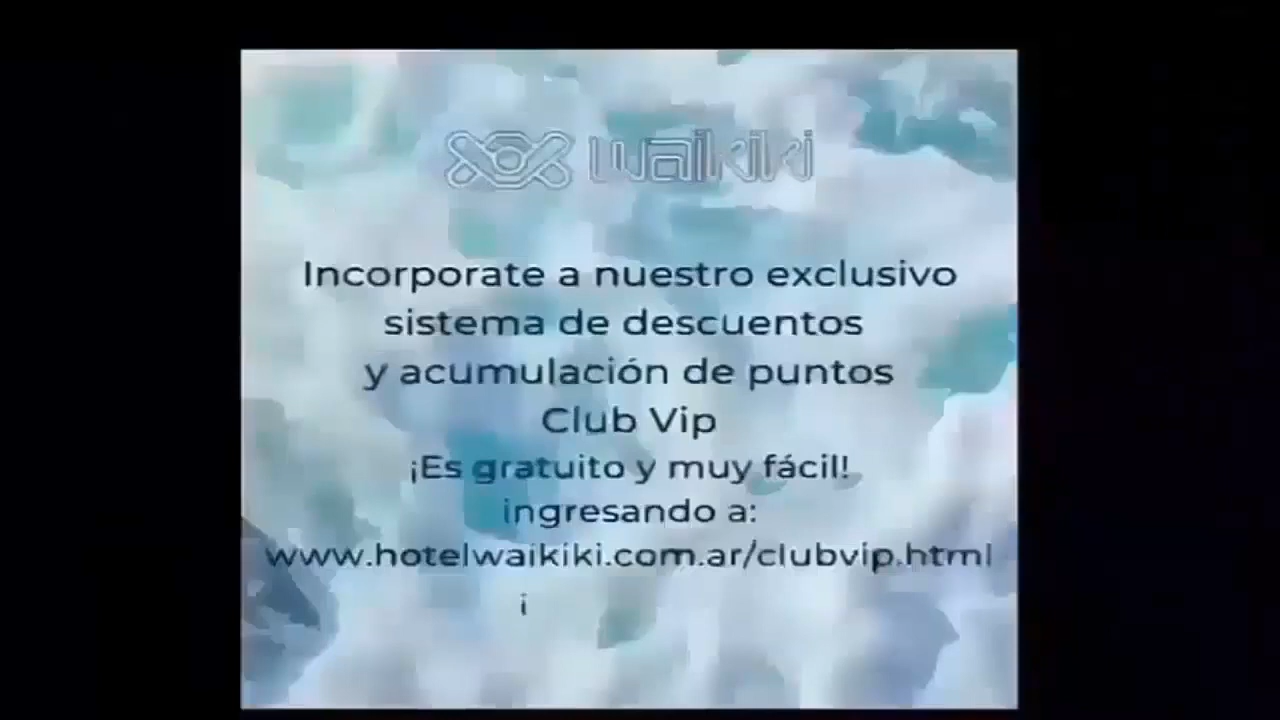 waikiki
Incorporate a nuestro exclusivo
sistema de descuentos
y acumulación de puntos
Club Vip
¡Es gratuito y muy fácil!
ingresando a:
www.hotelwaikiki.com.ar/clubvip.html
¡